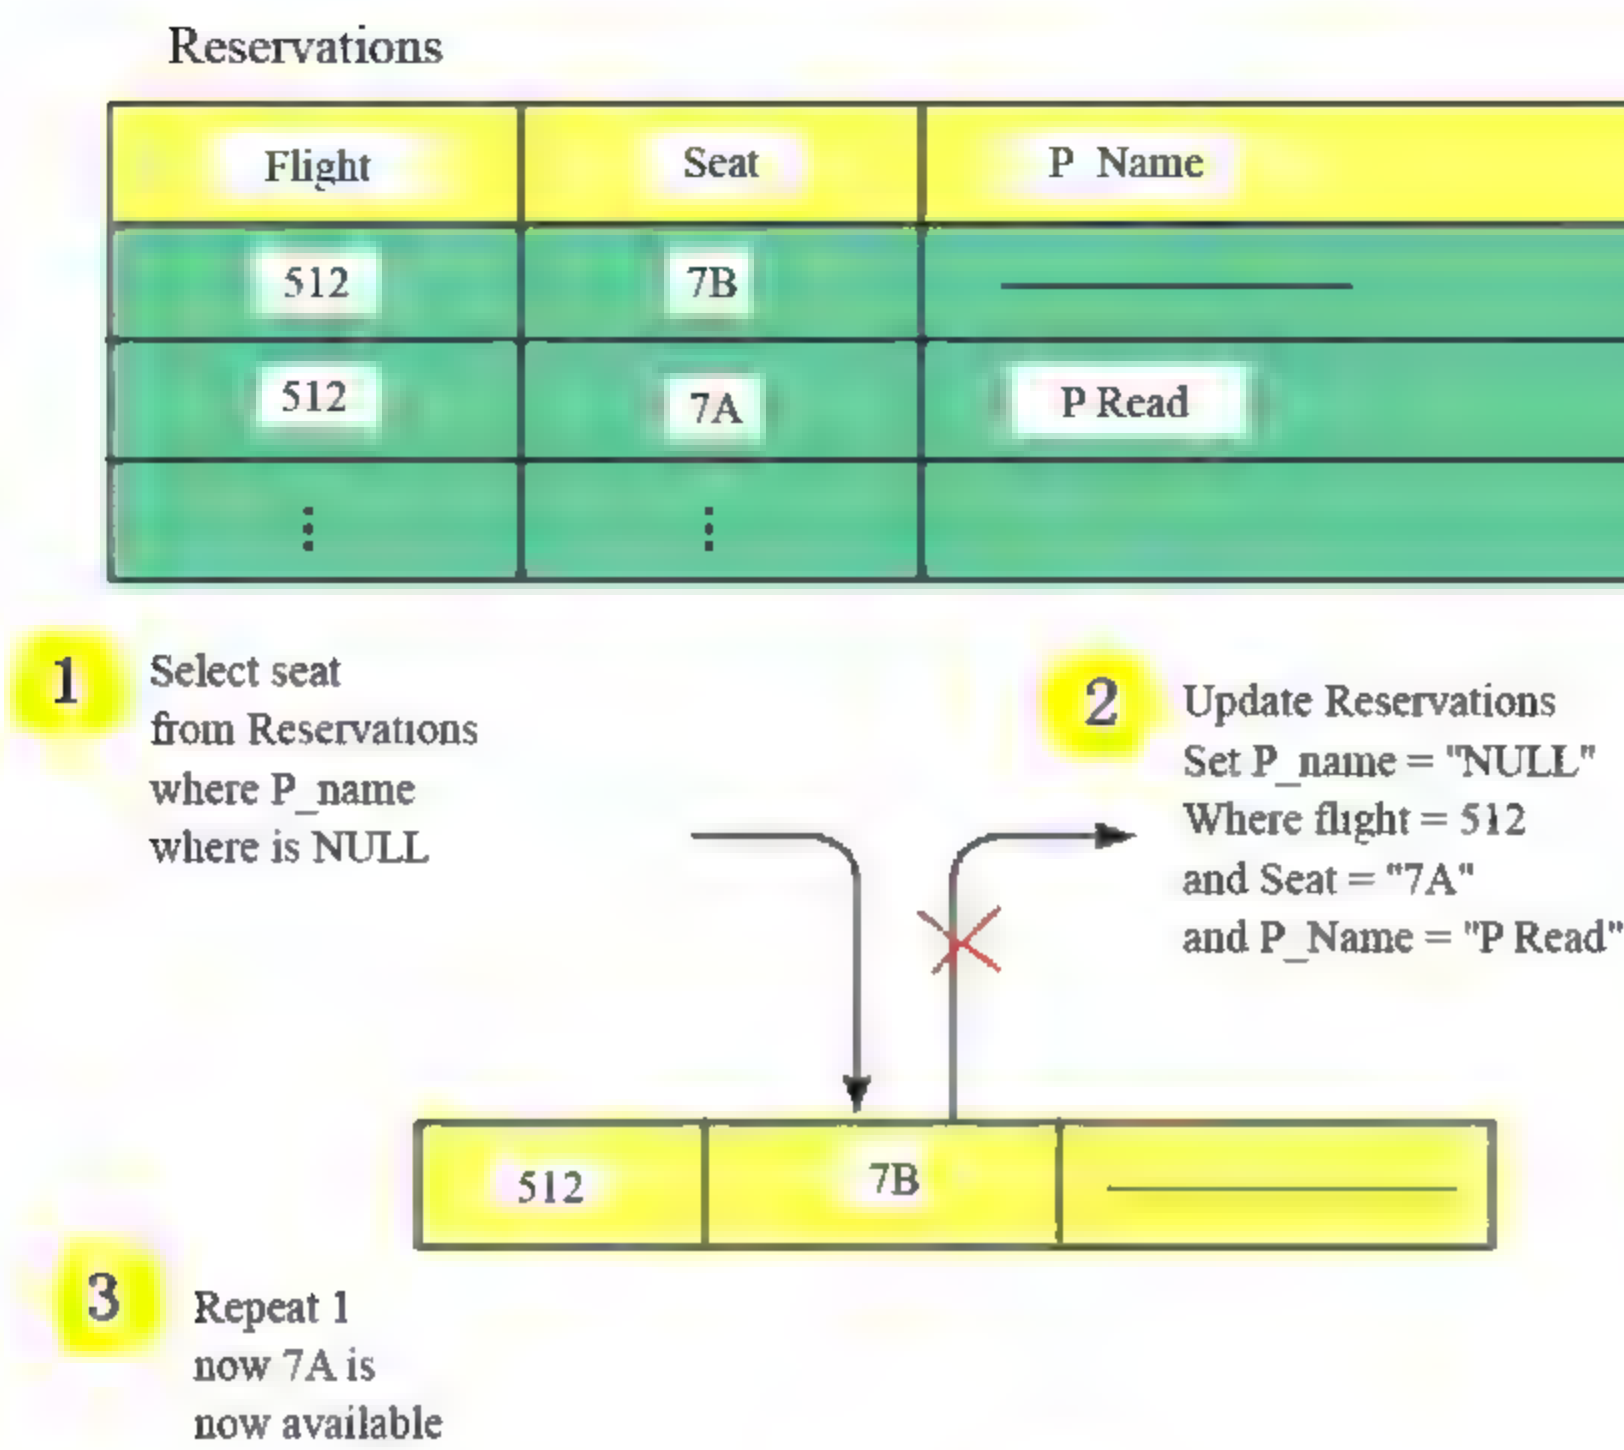 Reservations
Flight Seat P Name
512 7B
512 7A P Read
1
Select seat
from Reservations
where P_name
where is NULL
2
Update Reservations
Set P_name = "NULL"
Where flight = 512
and Seat = "7A"
and P_Name = "P Read"
512 7B
3
Repeat 1
now 7A is
now available